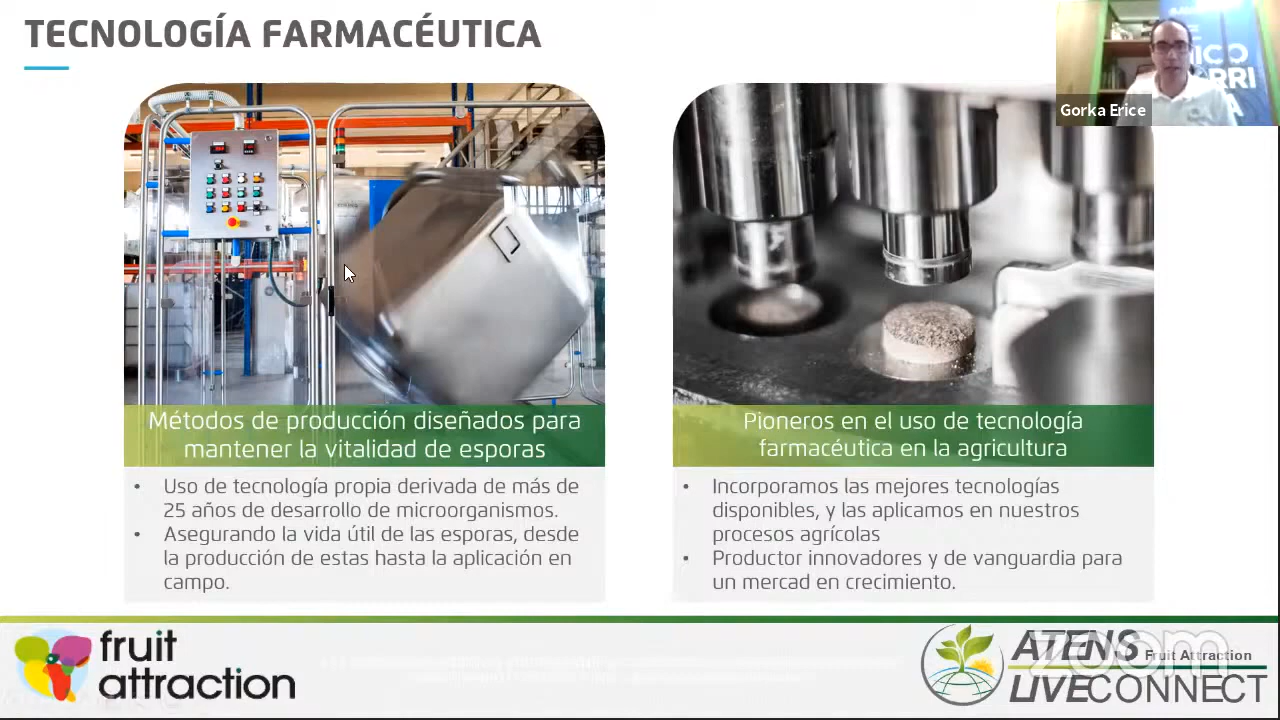 TECNOLOGÍA FARMACÉUTICA
Gorka Erice
Métodos de producción diseñados para
mantener la vitalidad de esporas
• Uso de tecnología propia derivada de más de
25 años de desarrollo de microorganismos.
• Asegurando la vida útil de las esporas, desde
la producción de estas hasta la aplicación en
campo.
Pioneros en el uso de tecnología
farmacéutica en la agricultura
• Incorporamos las mejores tecnologías
disponibles, y las aplicamos en nuestros
procesos agrícolas
• Productor innovadores y de vanguardia para
un mercad en crecimiento.
fruit
attraction
ATENS
Fruit Attraction
LIVECONNECT
zoom